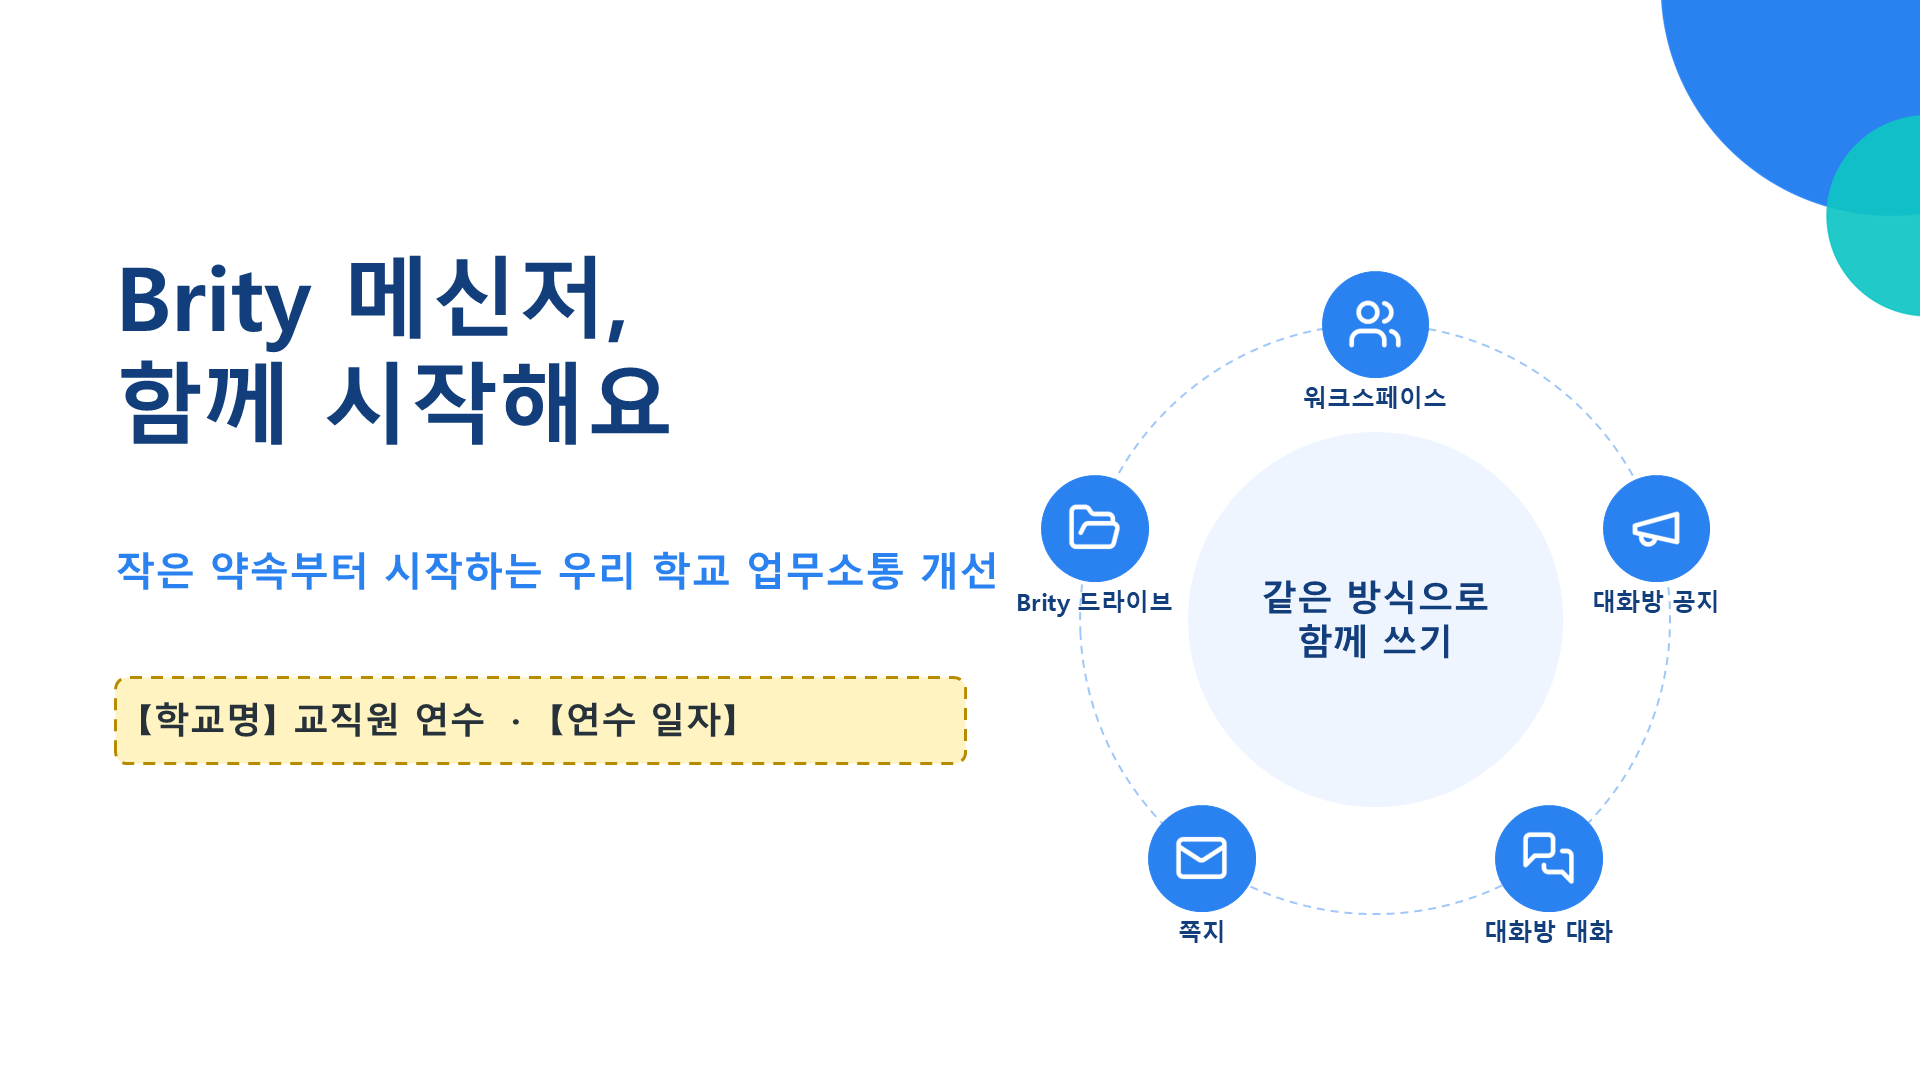 Brity 메신저,
함께 시작해요
작은 약속부터 시작하는 우리 학교 업무소통 개선
【학교명】 교직원 연수 · 【연수 일자】
워크스페이스
Brity 드라이브
대화방 공지
같은 방식으로
함께 쓰기
쪽지
대화방 대화